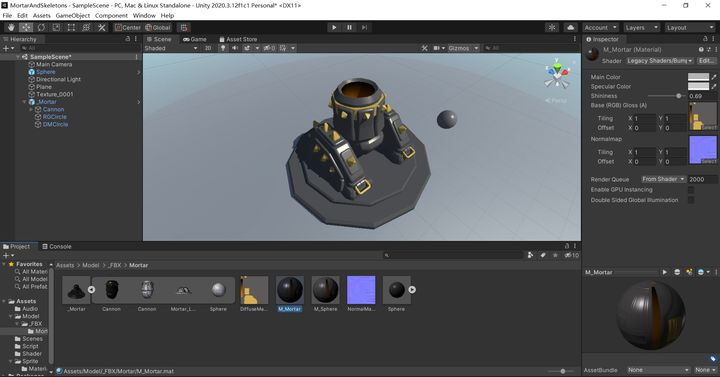 MortarAndSkeletons - SampleScene - PC, Mac & Linux Standalone - Unity 2020.3.12f1c1 Personal* <DX11>
File Edit Assets GameObject Component Window Help
Center Global Account Layers Layout
Hierarchy Scene Game Asset Store Inspector
All Shaded 2D 0 Gizmos All
SampleScene*
Main Camera
Sphere
Directional Light
Plane
Texture_0001
_Mortar
Cannon
RGCircle
DMCircle
Persp
M_Mortar (Material)
Shader Legacy Shaders/Bump Edit...
Main Color
Specular Color
Shininess 0.69
Base (RGB) Gloss (A)
Tiling X 1 Y 1
Offset X 0 Y 0 Select
Normalmap
Tiling X 1 Y 1
Offset X 0 Y 0 Select
Render Queue From Shader 2000
Enable GPU Instancing
Double Sided Global Illumination
Project Console
10
Favorites
All Mater
All Model
All Prefab
Assets
Audio
Model
_FBX
Mort
Scenes
Script
Shader
Sprite
Materi
Assets > Model > _FBX > Mortar
_Mortar Cannon Cannon Mortar_L... Sphere DiffuseMa... M_Mortar M_Sphere NormalMa... Sphere
Assets/Model/_FBX/Mortar/M_Mortar.mat
M_Mortar
AssetBundle None None